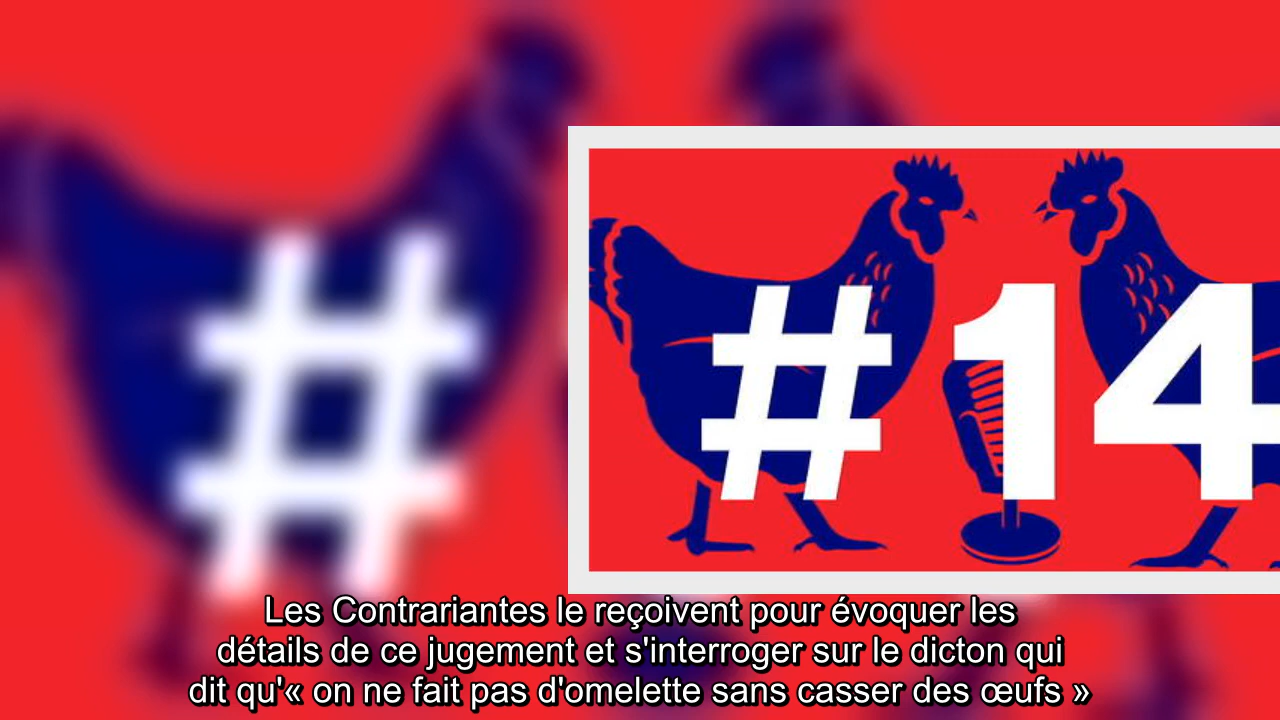 #
#14
Les Contrariantes le reçoivent pour évoquer les
détails de ce jugement et s'interroger sur le dicton qui
dit qu'« on ne fait pas d'omelette sans casser des œufs »